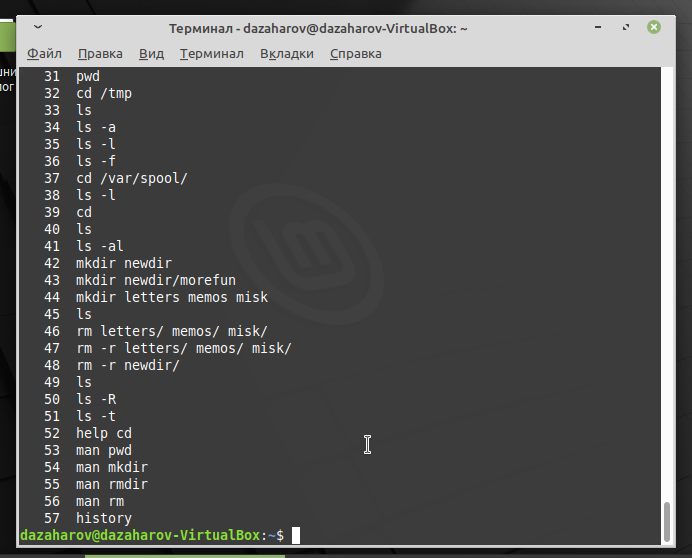 Терминал - dazaharov@dazaharov-VirtualBox: ~
Файл Правка Вид Терминал Вкладки Справка
31 pwd
32 cd /tmp
33 ls
34 ls -a
35 ls -l
36 ls -f
37 cd /var/spool/
38 ls -l
39 cd
40 ls
41 ls -al
42 mkdir newdir
43 mkdir newdir/morefun
44 mkdir letters memos misk
45 ls
46 rm letters/ memos/ misk/
47 rm -r letters/ memos/ misk/
48 rm -r newdir/
49 ls
50 ls -R
51 ls -t
52 help cd
53 man pwd
54 man mkdir
55 man rmdir
56 man rm
57 history
dazaharov@dazaharov-VirtualBox:~$